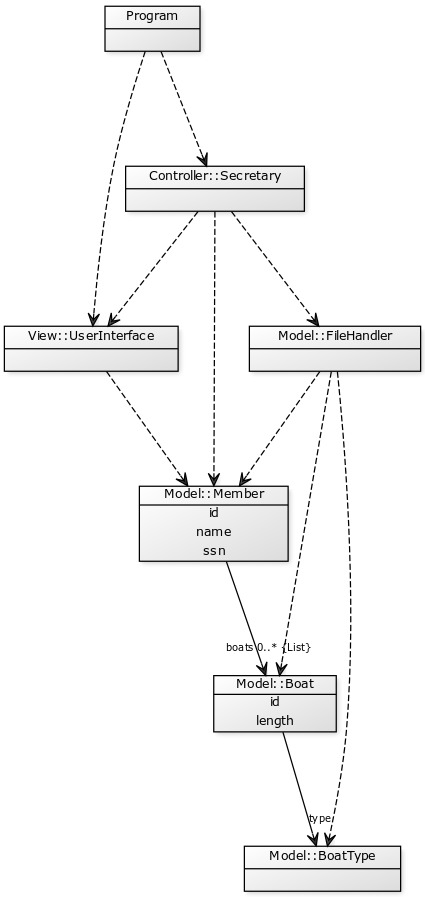 Program
Controller::Secretary
View::UserInterface
Model::FileHandler
Model::Member
id
name
ssn
boats 0..* {List}
Model::Boat
id
length
type
Model::BoatType